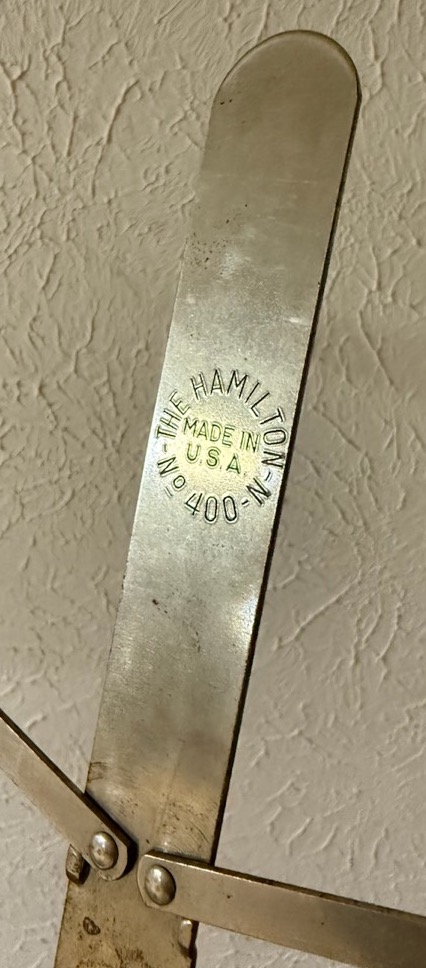 THE HAMILTON-N
MADE IN
U.S.A.
No 400-